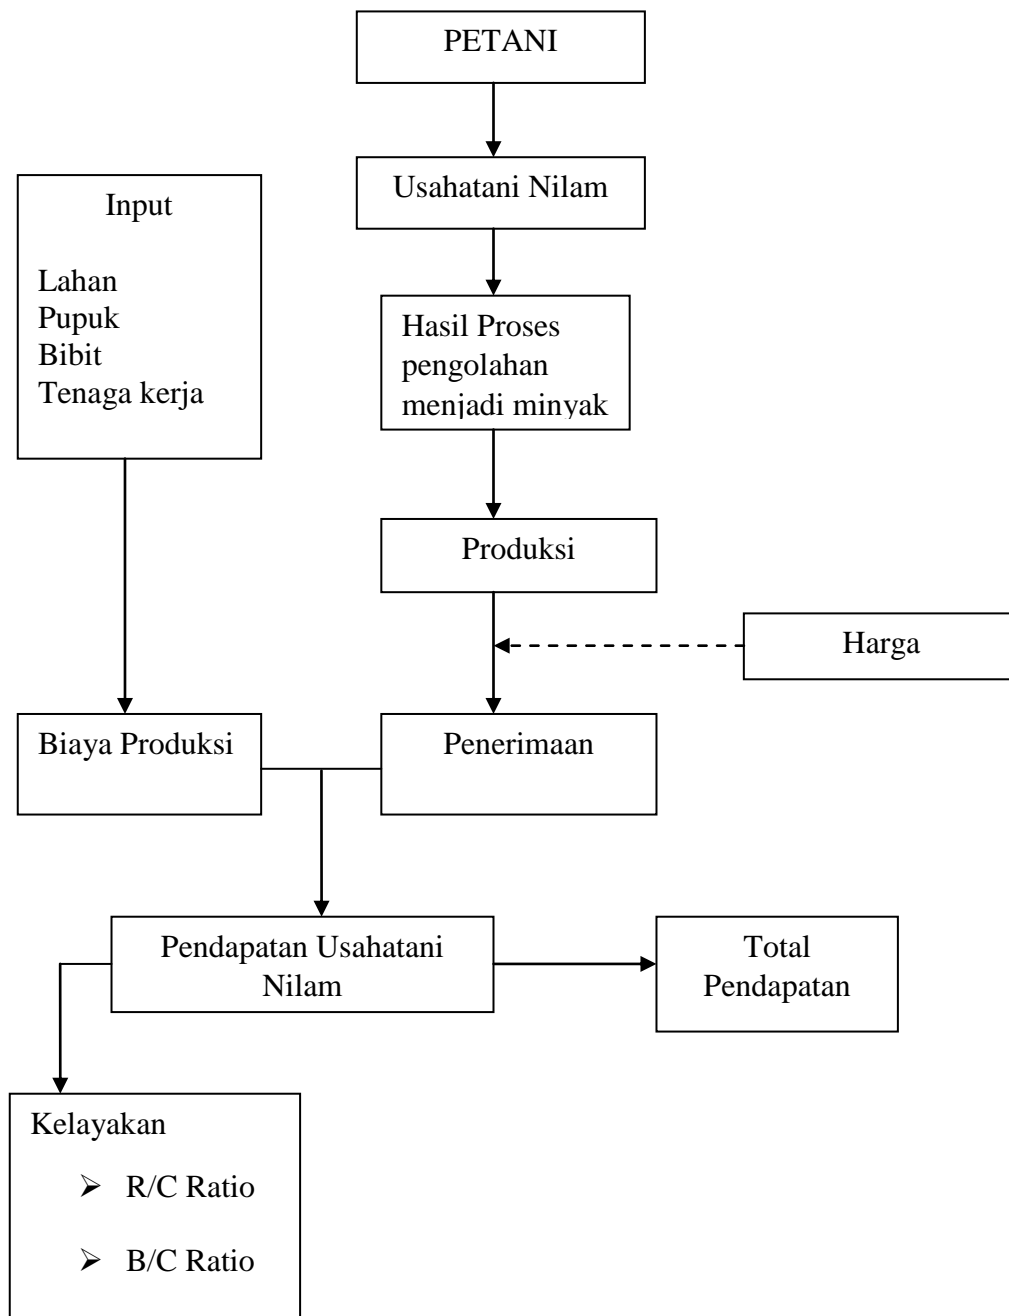 PETANI
Usahatani Nilam
Input
Lahan
Pupuk
Bibit
Tenaga kerja
Hasil Proses
pengolahan
menjadi minyak
Produksi
Harga
Biaya Produksi
Penerimaan
Pendapatan Usahatani
Nilam
Total
Pendapatan
Kelayakan
➢ R/C Ratio
➢ B/C Ratio